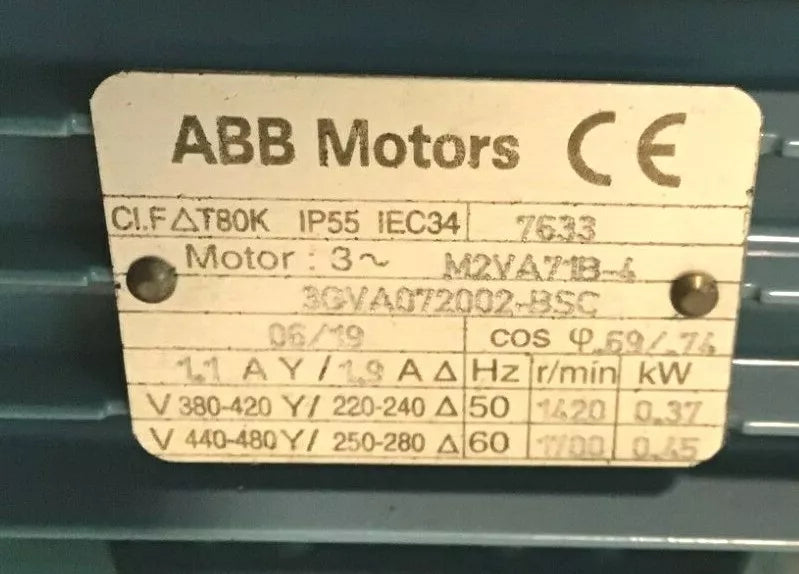 ABB Motors CE
Cl.F △T80K IP55 IEC34 7633
Motor : 3~ M2VA71B-4
3GVA072002-BSC
06/19 cos φ.69/.74
1.1 A Y / 1.9 A Δ Hz r/min kW
V 380-420 Y/ 220-240 Δ 50 1420 0.37
V 440-480 Y/ 250-280 Δ 60 1700 0.45